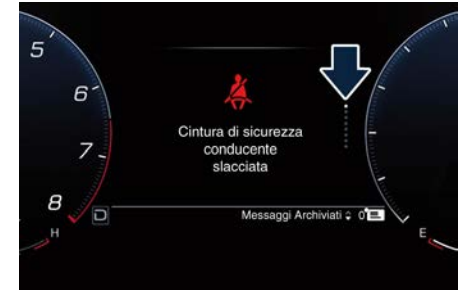 5
6
7
8
Cintura di sicurezza
conducente
slacciata
D
Messaggi Archiviati 0
H
E